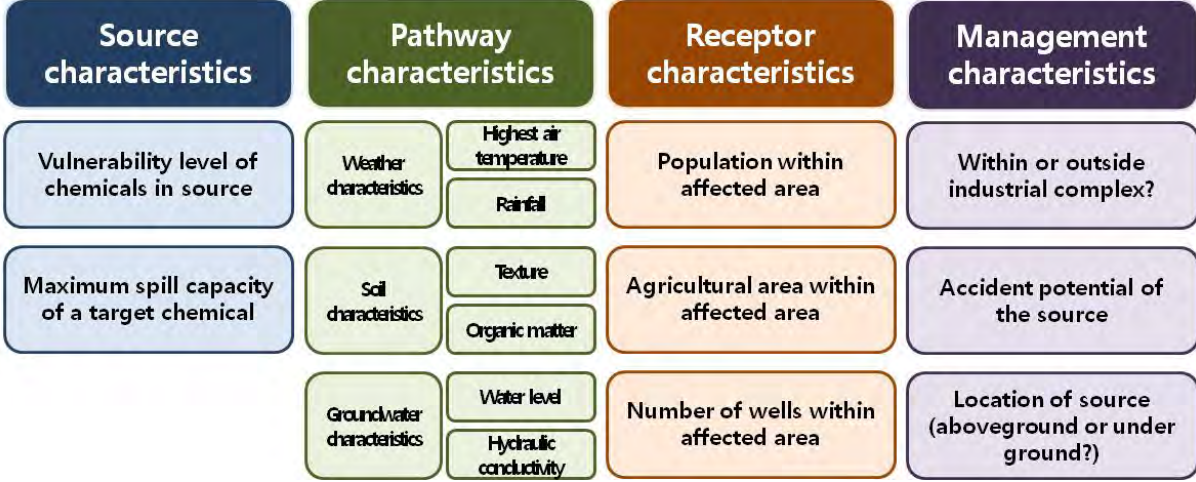 Source
characteristics
Pathway
characteristics
Receptor
characteristics
Management
characteristics
Vulnerability level of
chemicals in source
Maximum spill capacity
of a target chemical
Weather
characteristics
Highest air
temperature
Rainfall
Soil
characteristics
Texture
Organic matter
Groundwater
characteristics
Water level
Hydraulic
conductivity
Population within
affected area
Agricultural area within
affected area
Number of wells within
affected area
Within or outside
industrial complex?
Accident potential of
the source
Location of source
(aboveground or under
ground?)